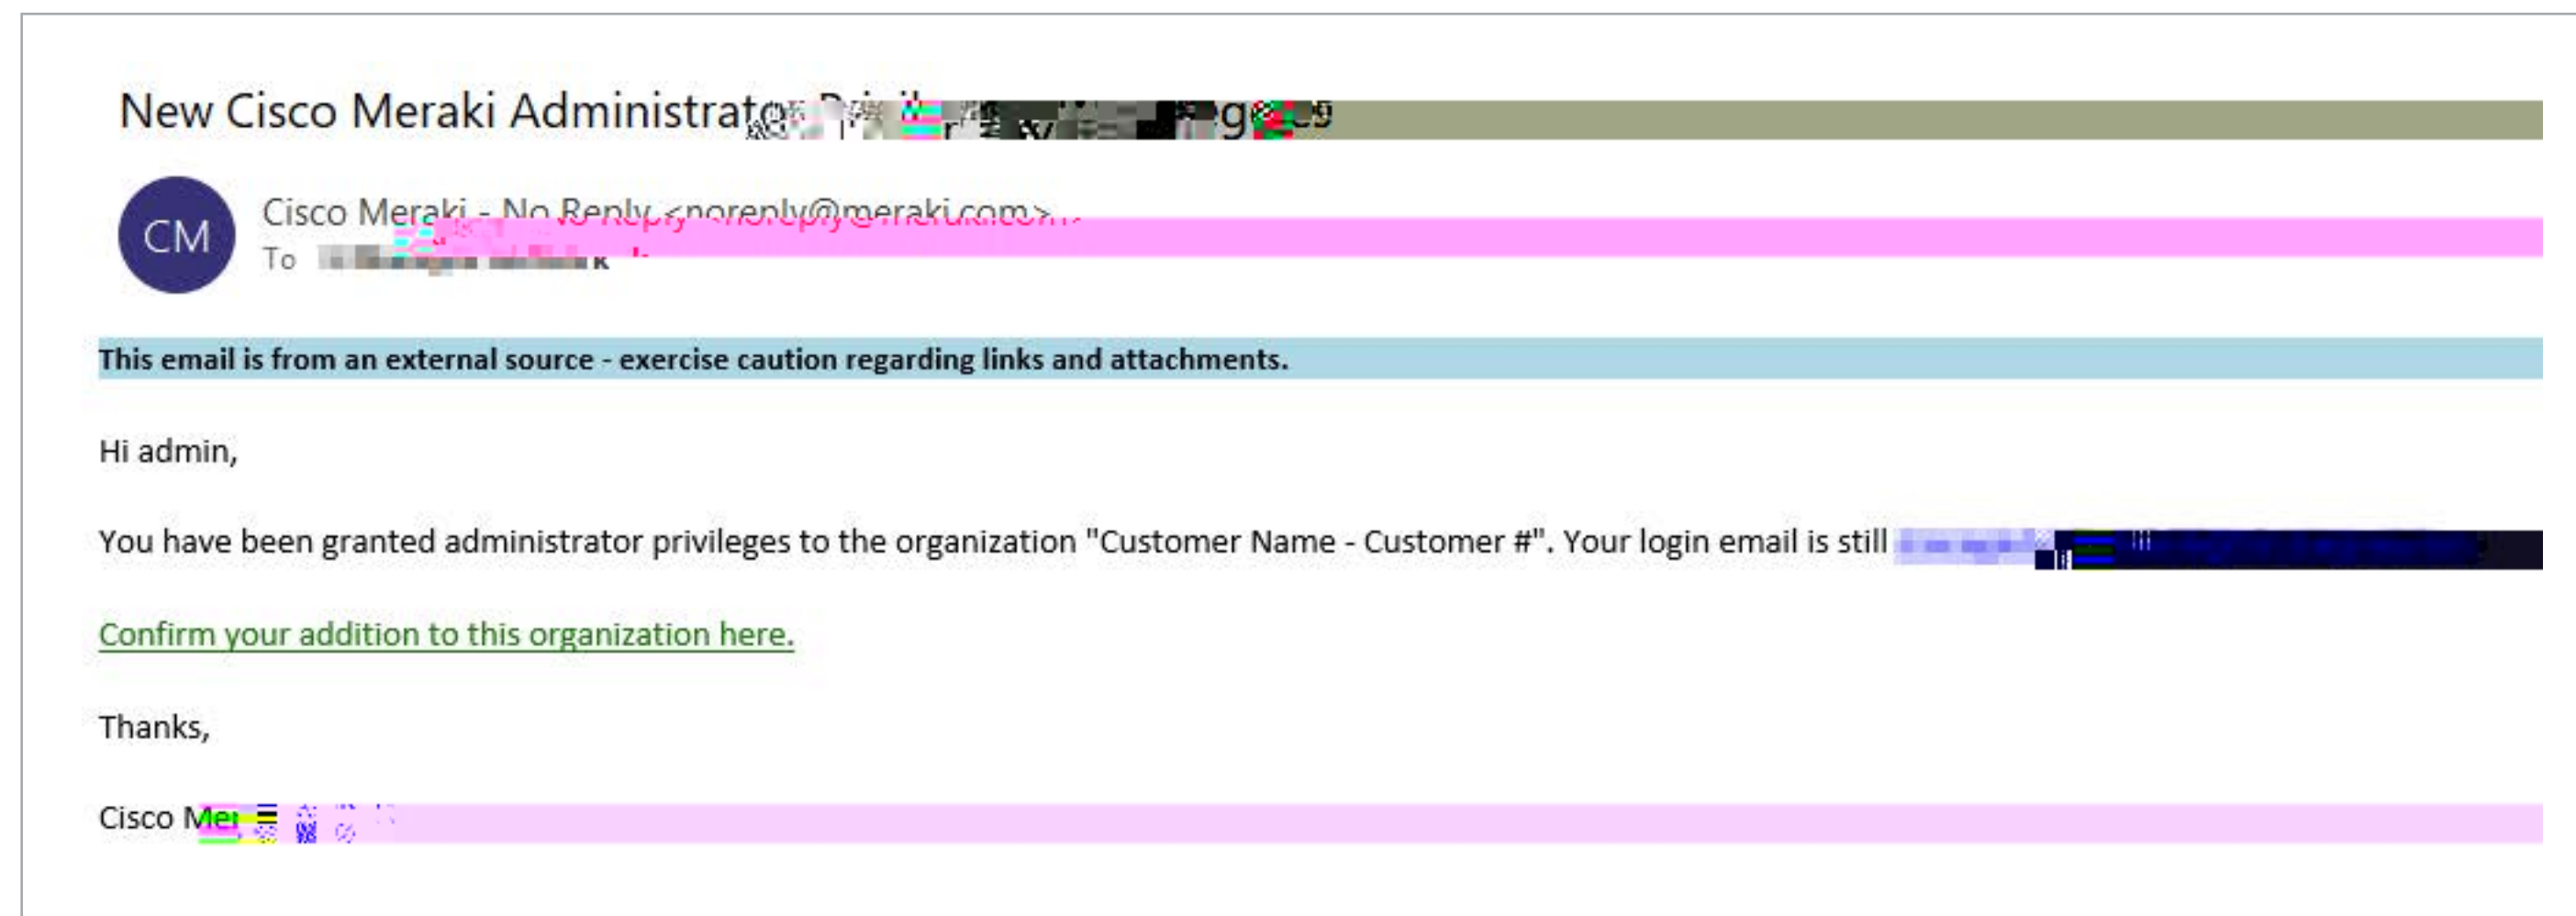 New Cisco Meraki Administrator
CM
Cisco Meraki - No Reply <noreply@meraki.com>
To
This email is from an external source - exercise caution regarding links and attachments.
Hi admin,
You have been granted administrator privileges to the organization "Customer Name - Customer #". Your login email is still
Confirm your addition to this organization here.
Thanks,
Cisco